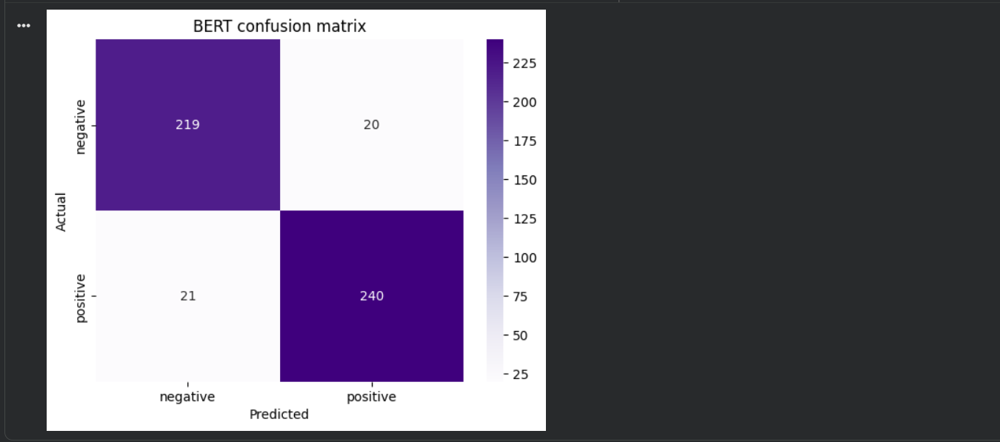 BERT confusion matrix
negative
219
20
positive
21
240
Actual
negative
positive
Predicted
225
200
175
150
125
100
75
50
25